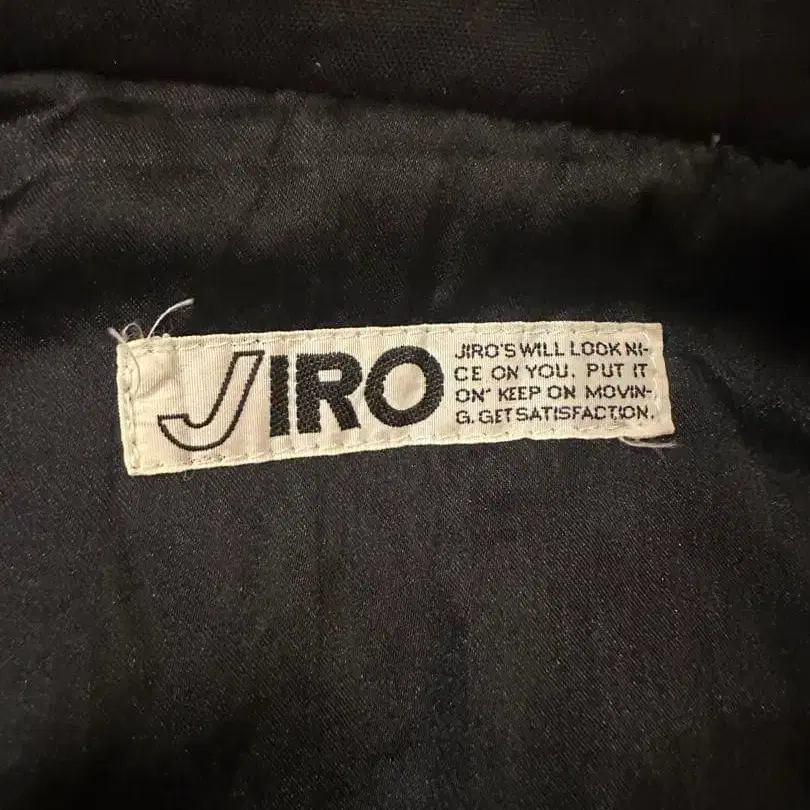 JIRO
JIRO'S WILL LOOK NI-
CE ON YOU. PUT IT
ON" KEEP ON MOVIN-
G. GET SATISFACTION.